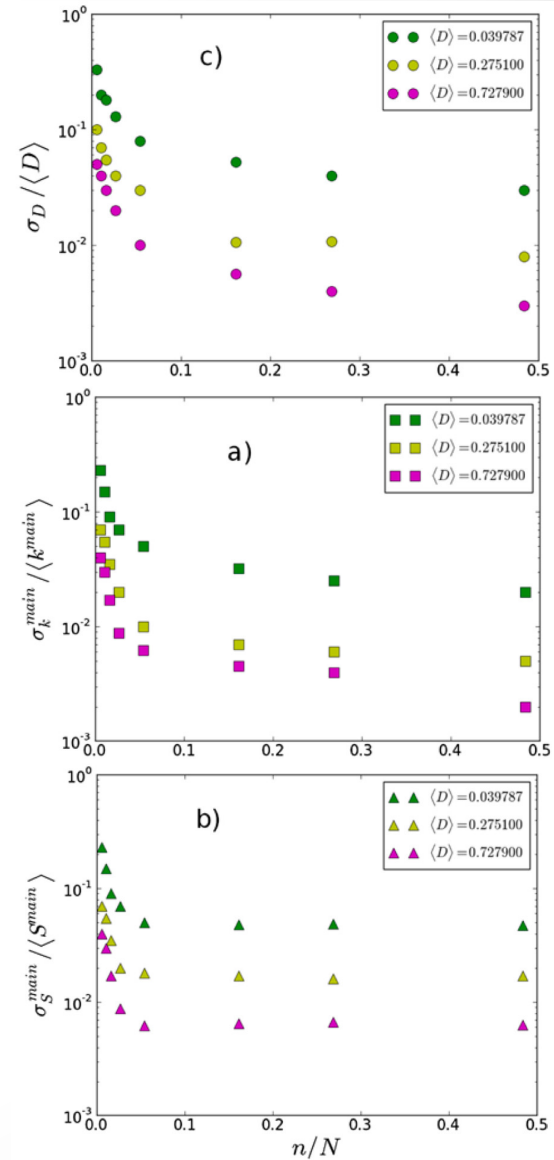 c)
⟨D⟩=0.039787
⟨D⟩=0.275100
⟨D⟩=0.727900
σ_D/⟨D⟩
10^0
10^-1
10^-2
10^-3
0.0 0.1 0.2 0.3 0.4 0.5
a)
⟨D⟩=0.039787
⟨D⟩=0.275100
⟨D⟩=0.727900
σ_k^main/⟨k^main⟩
10^0
10^-1
10^-2
10^-3
0.0 0.1 0.2 0.3 0.4 0.5
b)
⟨D⟩=0.039787
⟨D⟩=0.275100
⟨D⟩=0.727900
σ_S^main/⟨S^main⟩
10^0
10^-1
10^-2
10^-3
0.0 0.1 0.2 0.3 0.4 0.5
n/N